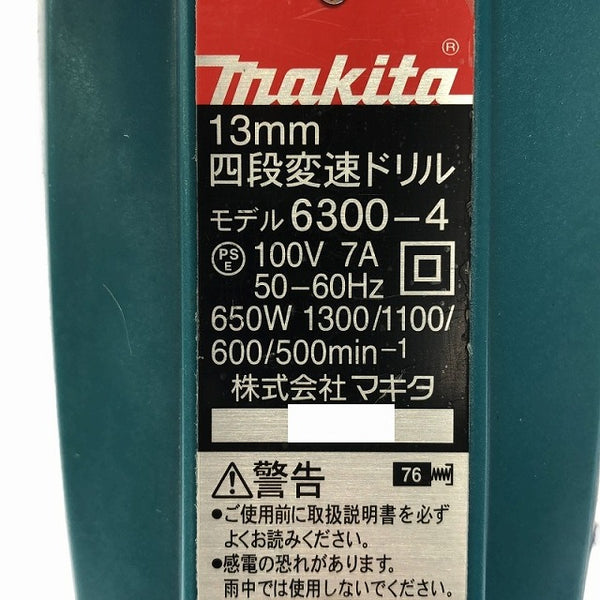 makita®
13mm
四段変速ドリル
モデル 6300-4
PSE 100V 7A
50-60Hz
650W 1300/1100/
600/500min-1
株式会社 マキタ
⚠警告 76
●ご使用前に取扱説明書を必ず
よくお読みください。
●感電の恐れがあります。
雨中では使用しないでください。